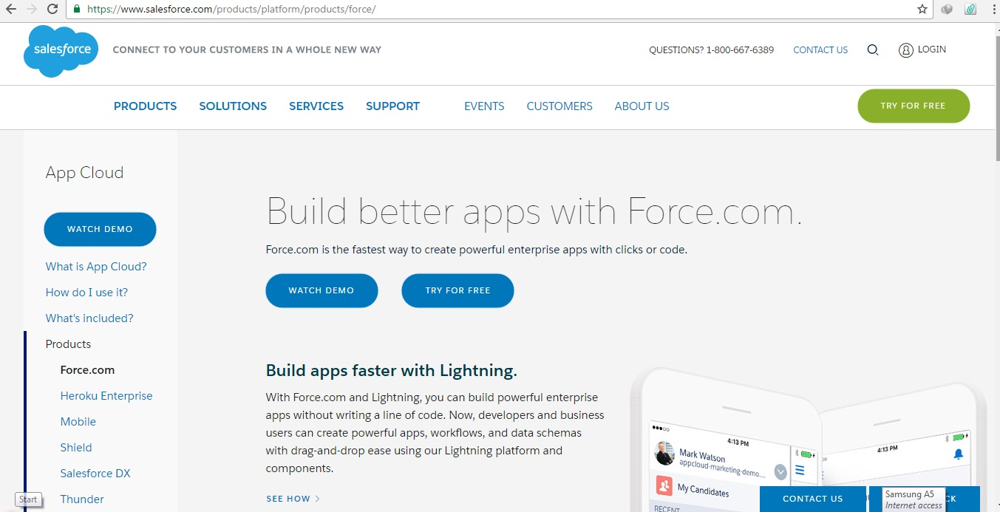 https://www.salesforce.com/products/platform/products/force/
salesforce
CONNECT TO YOUR CUSTOMERS IN A WHOLE NEW WAY
QUESTIONS? 1-800-667-6389
CONTACT US
LOGIN
PRODUCTS
SOLUTIONS
SERVICES
SUPPORT
EVENTS
CUSTOMERS
ABOUT US
TRY FOR FREE
App Cloud
WATCH DEMO
What is App Cloud?
How do I use it?
What's included?
Products
Force.com
Heroku Enterprise
Mobile
Shield
Salesforce DX
Thunder
Start
Build better apps with Force.com.
Force.com is the fastest way to create powerful enterprise apps with clicks or code.
WATCH DEMO
TRY FOR FREE
Build apps faster with Lightning.
With Force.com and Lightning, you can build powerful enterprise
apps without writing a line of code. Now, developers and business
users can create powerful apps, workflows, and data schemas
with drag-and-drop ease using our Lightning platform and
components.
SEE HOW
4:13 PM
Mark Watson
appcloud-marketing-demo....
My Candidates
RECENT
4:13 PM
CONTACT US
Samsung A5
Internet access
CK